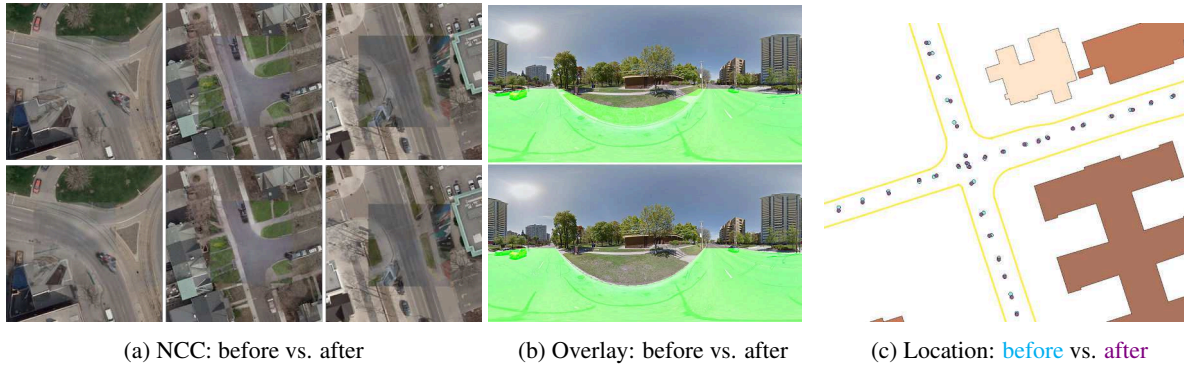 (a) NCC: before vs. after
(b) Overlay: before vs. after
(c) Location: before vs. after